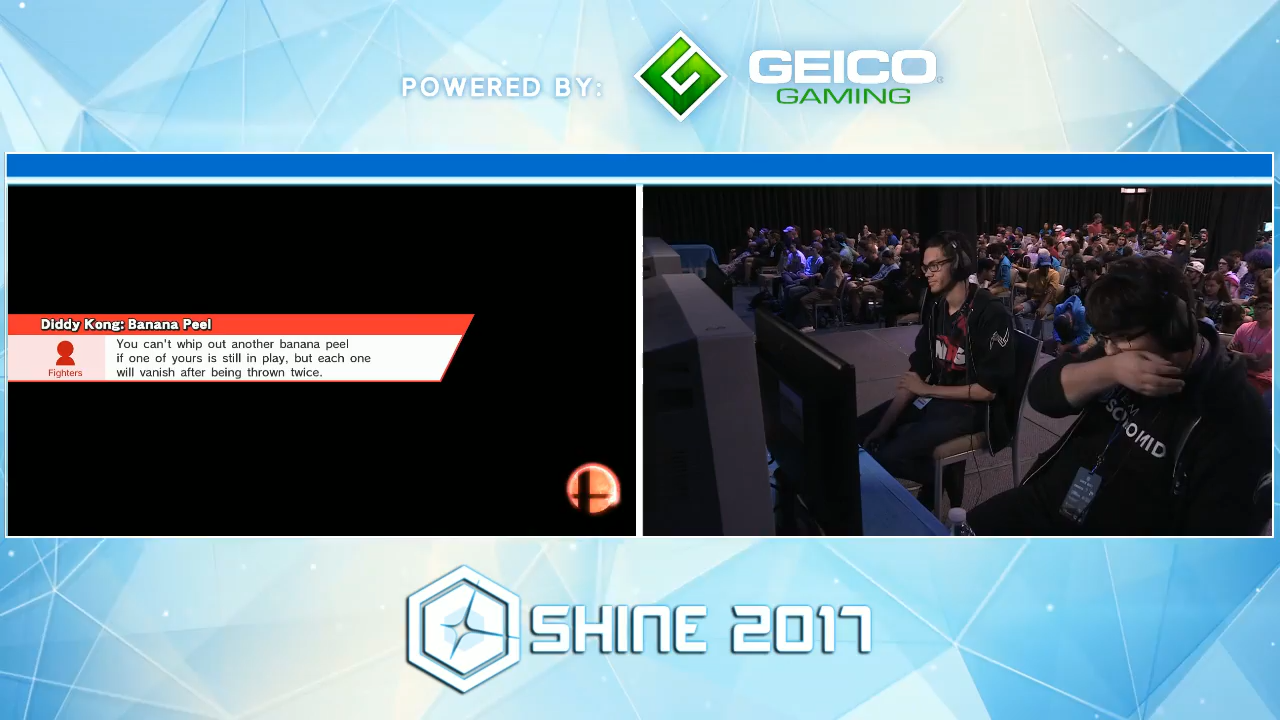 POWERED BY:
GEICO
GAMING
Diddy Kong: Banana Peel
You can't whip out another banana peel
if one of yours is still in play, but each one
will vanish after being thrown twice.
Fighters
SHINE 2017